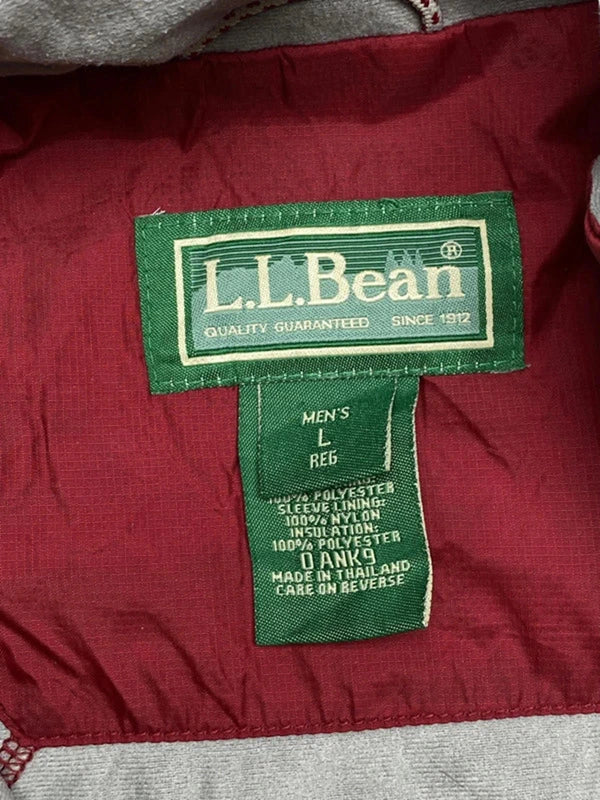 L.L.Bean®
QUALITY GUARANTEED SINCE 1912
MEN'S
L
REG
100% POLYESTER
SLEEVE LINING:
100% NYLON
INSULATION:
100% POLYESTER
0 ANK9
MADE IN THAILAND
CARE ON REVERSE